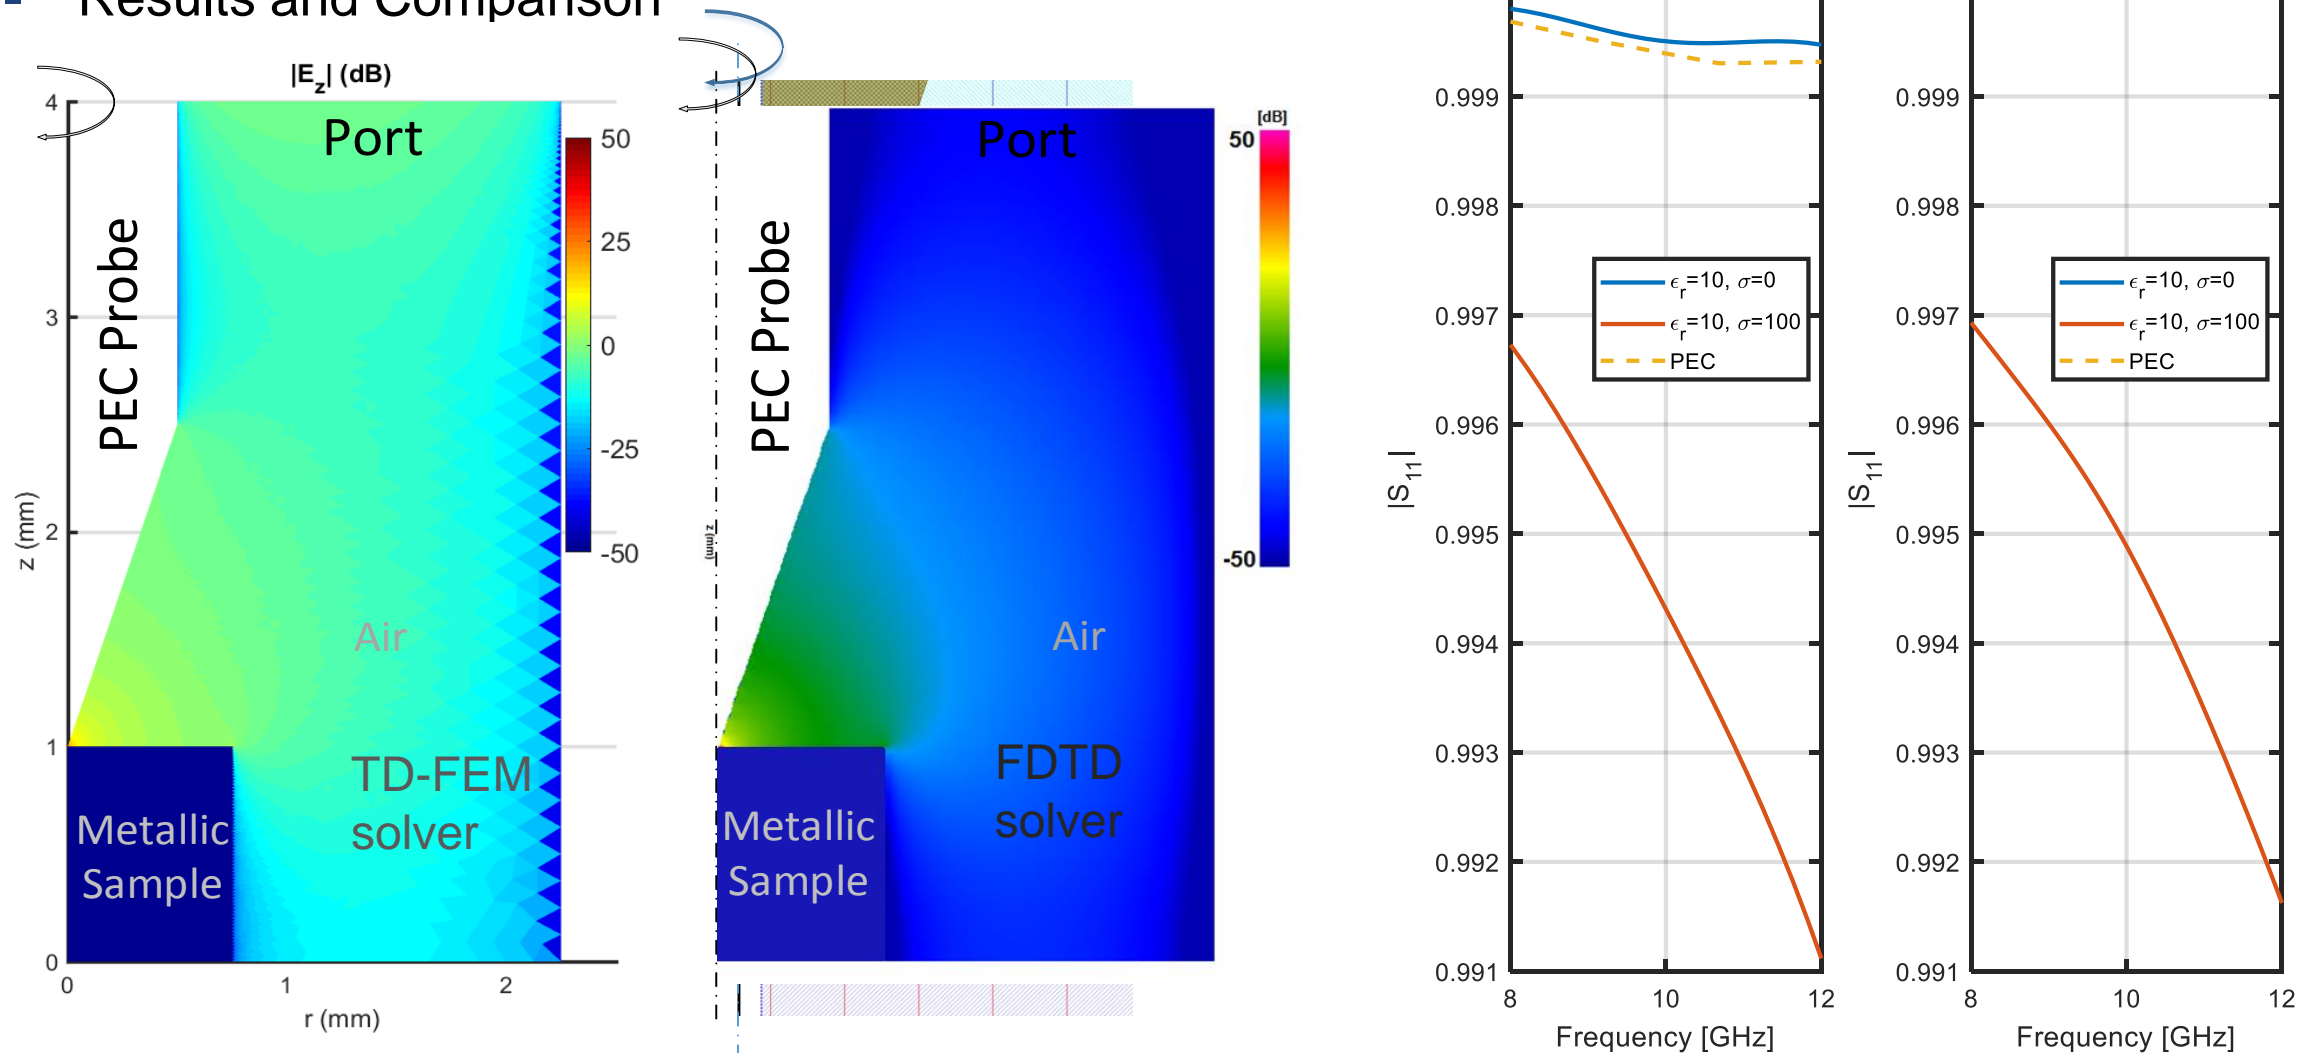 Results and Comparison
|Ez| (dB)
4
3
2
1
0
z (mm)
0
1
2
r (mm)
Port
PEC Probe
Air
TD-FEM
solver
Metallic
Sample
50
25
0
-25
-50
Port
PEC Probe
z (mm)
Air
FDTD
solver
Metallic
Sample
[dB]
50
-50
0.999
0.998
0.997
0.996
0.995
0.994
0.993
0.992
0.991
|S11|
8
10
12
Frequency [GHz]
ϵr=10, σ=0
ϵr=10, σ=100
PEC
0.999
0.998
0.997
0.996
0.995
0.994
0.993
0.992
0.991
|S11|
8
10
12
Frequency [GHz]
ϵr=10, σ=0
ϵr=10, σ=100
PEC